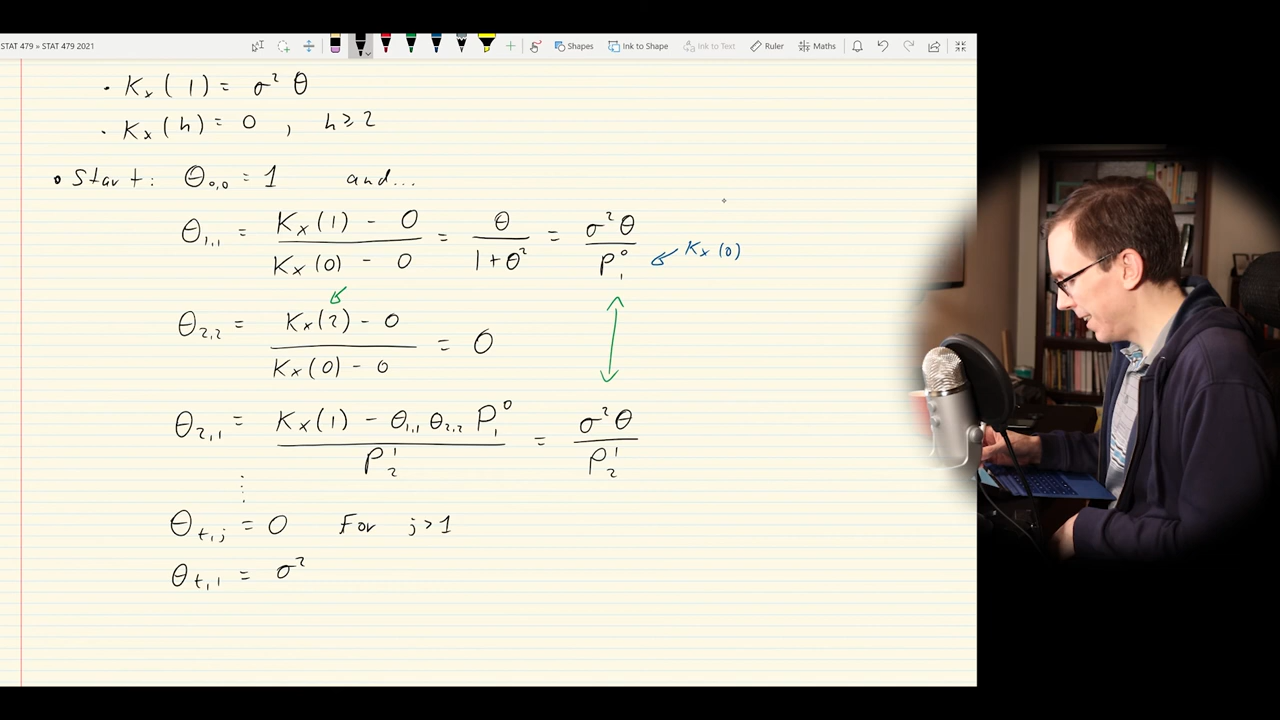 STAT 479 » STAT 479 2021
Shapes Ink to Shape Ink to Text Ruler Maths
• Kx(1) = σ² θ
• Kx(h) = 0 , h ≥ 2
• Start: θ₀,₀ = 1 and...
θ₁,₁ = (Kx(1) - 0) / (Kx(0) - 0) = θ / (1+θ²) = σ²θ / P₁⁰ ↙ Kx(0)
θ₂,₂ = (Kx(2) - 0) / (Kx(0) - 0) = 0
θ₂,₁ = (Kx(1) - θ₁,₁ θ₂,₂ P₁⁰) / P₂¹ = σ²θ / P₂¹
⋮
θt,j = 0 For j > 1
θt,1 = σ²